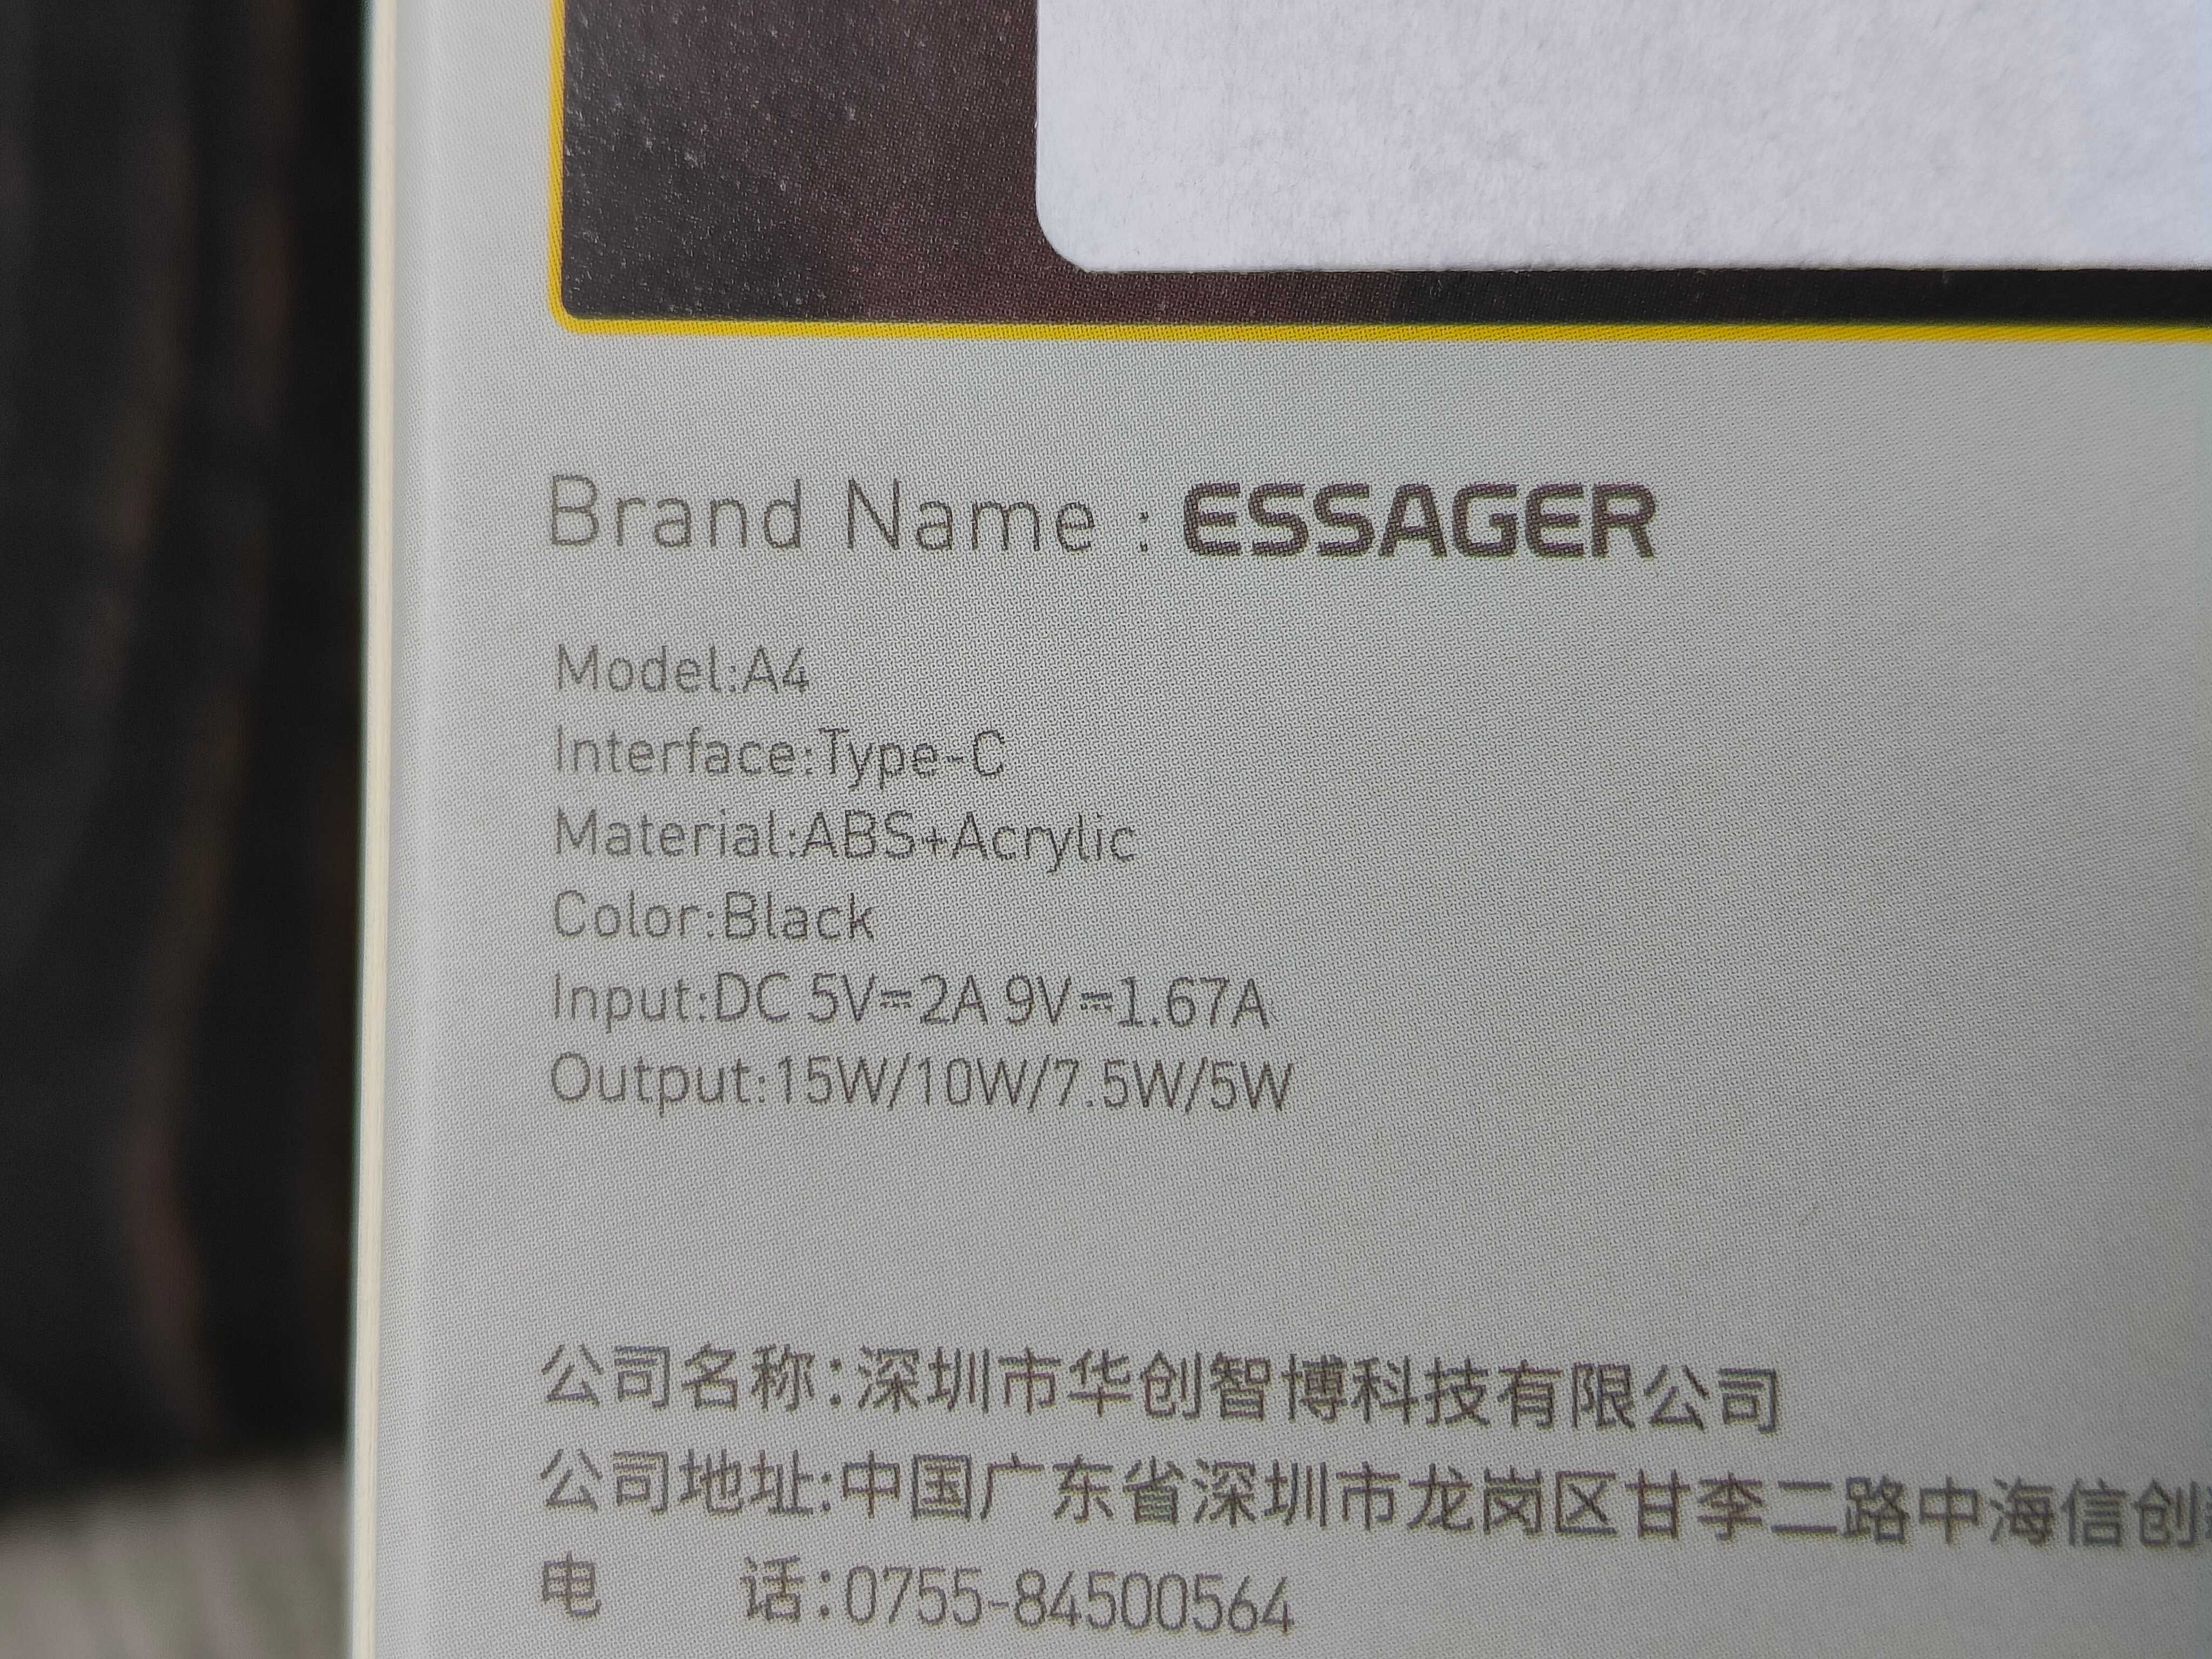 Brand Name : ESSAGER
Model:A4
Interface:Type-C
Material:ABS+Acrylic
Color:Black
Input:DC 5V⎓2A 9V⎓1.67A
Output:15W/10W/7.5W/5W
公司名称:深圳市华创智博科技有限公司
公司地址:中国广东省深圳市龙岗区甘李二路中海信创
电 话:0755-84500564